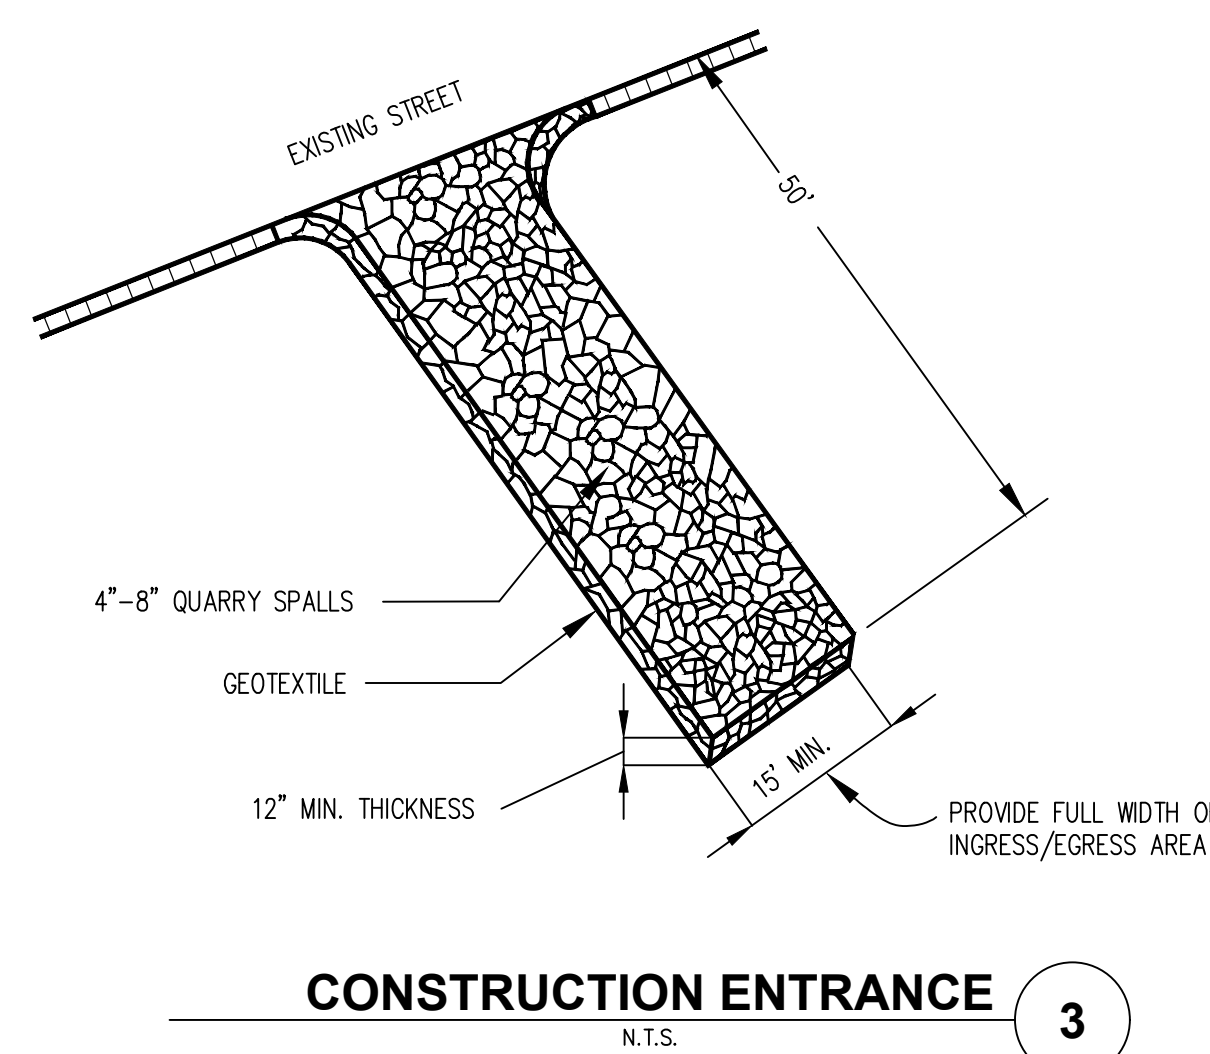 EXISTING STREET
50'
4"-8" QUARRY SPALLS
GEOTEXTILE
12" MIN. THICKNESS
15' MIN.
PROVIDE FULL WIDTH
INGRESS/EGRESS AREA
CONSTRUCTION ENTRANCE
3
N.T.S.